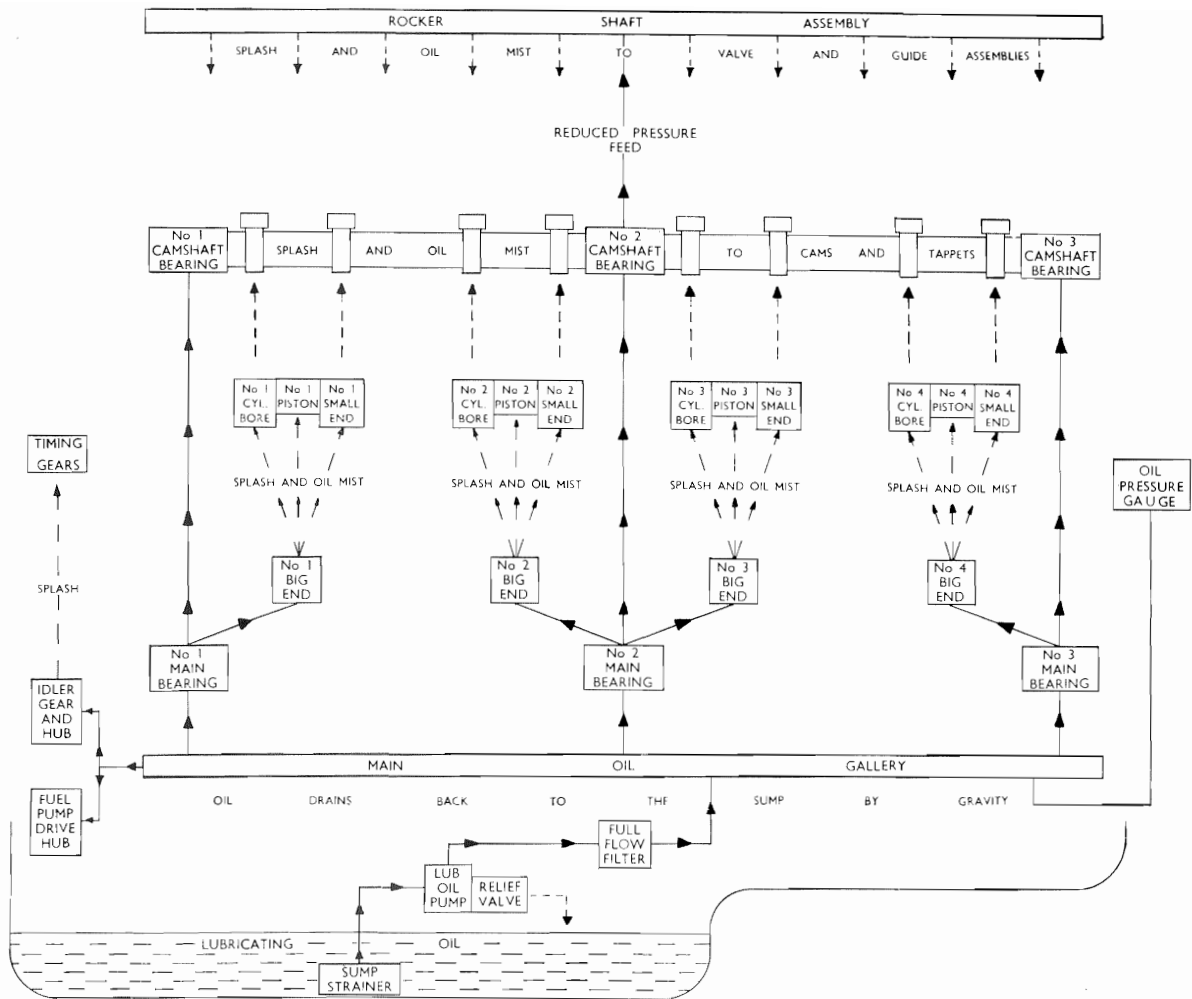 ROCKER SHAFT ASSEMBLY
SPLASH AND OIL MIST TO VALVE AND GUIDE ASSEMBLIES
REDUCED PRESSURE
FEED
No 1
CAMSHAFT
BEARING
SPLASH AND OIL MIST
No 2
CAMSHAFT
BEARING
TO CAMS AND TAPPETS
No 3
CAMSHAFT
BEARING
No 1
CYL.
BORE
No 1
PISTON
No 1
SMALL
END
No 2
CYL.
BORE
No 2
PISTON
No 2
SMALL
END
No 3
CYL.
BORE
No 3
PISTON
No 3
SMALL
END
No 4
CYL.
BORE
No 4
PISTON
No 4
SMALL
END
TIMING
GEARS
OIL
PRESSURE
GAUGE
SPLASH AND OIL MIST
SPLASH AND OIL MIST
SPLASH AND OIL MIST
SPLASH AND OIL MIST
No 1
BIG
END
No 2
BIG
END
No 3
BIG
END
No 4
BIG
END
SPLASH
No 1
MAIN
BEARING
No 2
MAIN
BEARING
No 3
MAIN
BEARING
IDLER
GEAR
AND
HUB
MAIN OIL GALLERY
OIL DRAINS BACK TO THE SUMP BY GRAVITY
FUEL
PUMP
DRIVE
HUB
FULL
FLOW
FILTER
LUB
OIL
PUMP
RELIEF
VALVE
LUBRICATING OIL
SUMP
STRAINER